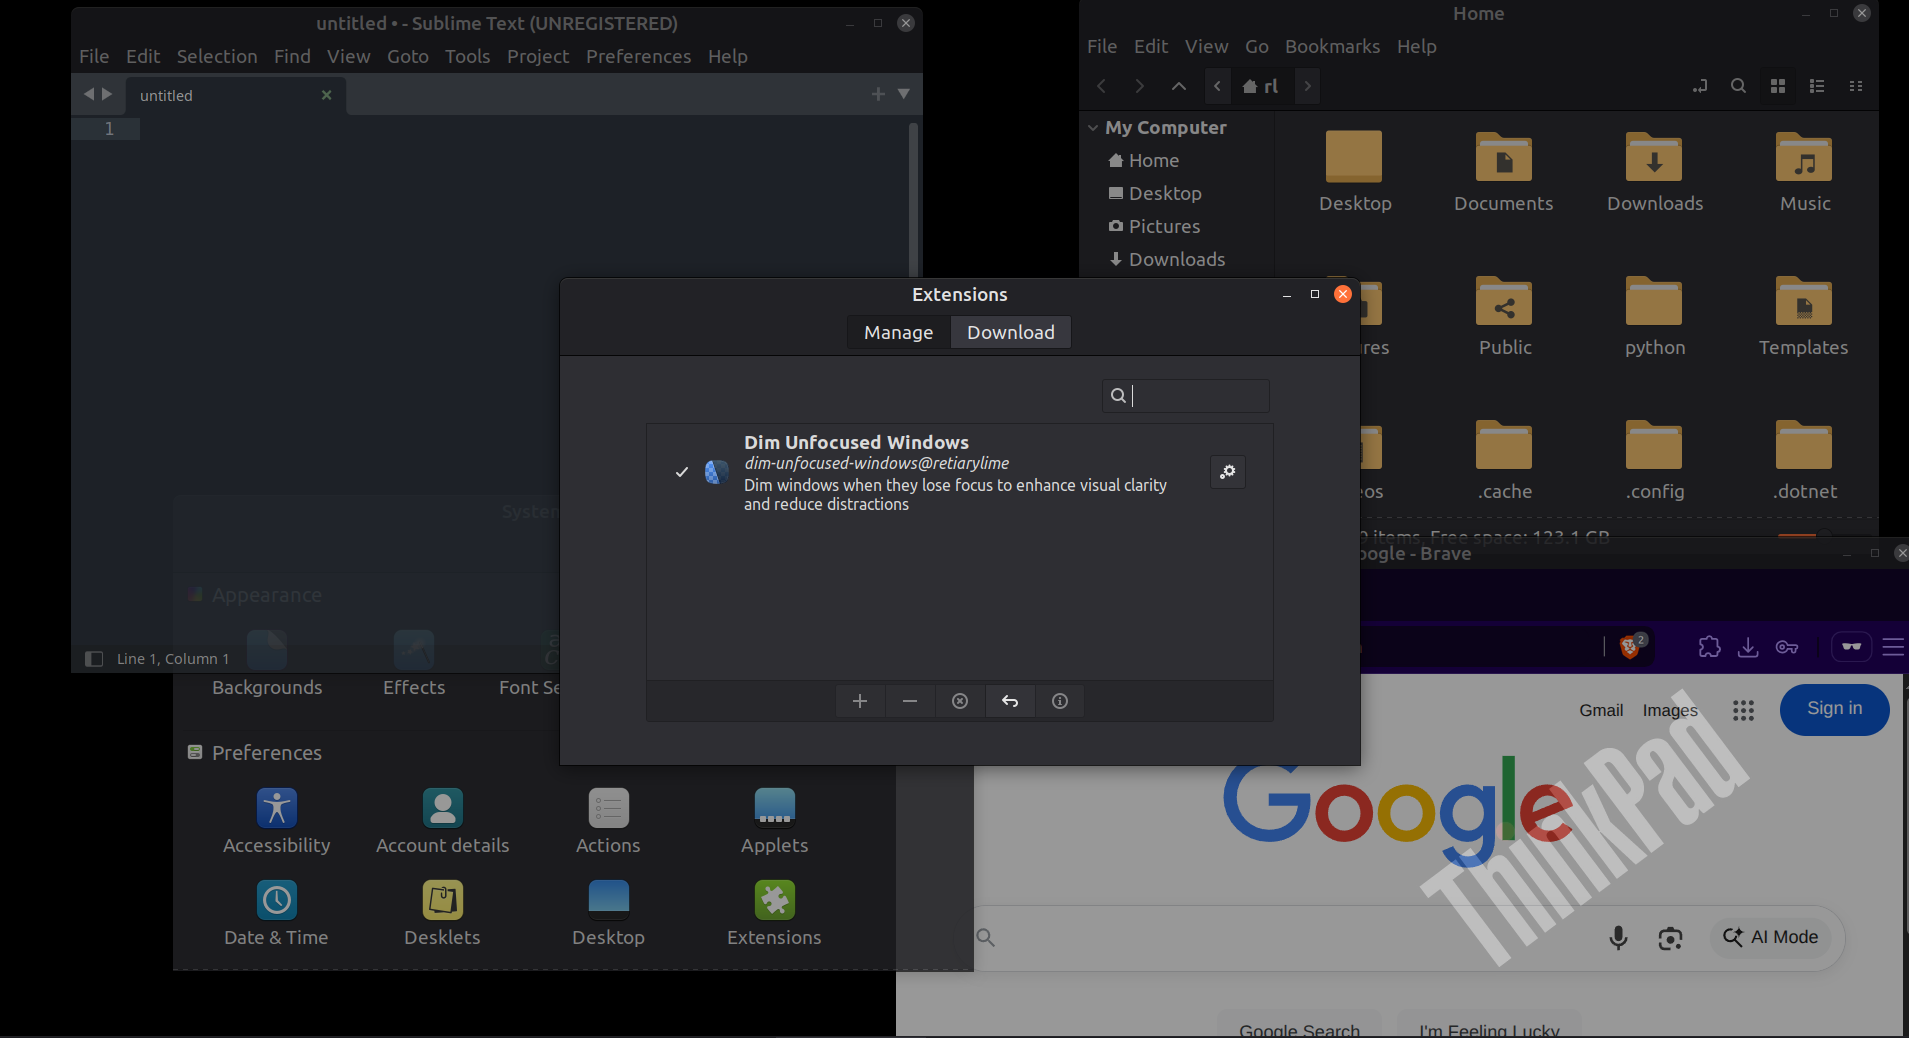 untitled • - Sublime Text (UNREGISTERED)
File Edit Selection Find View Goto Tools Project Preferences Help
untitled
1
Line 1, Column 1
Home
File Edit View Go Bookmarks Help
rl
My Computer
Home
Desktop
Pictures
Downloads
Desktop Documents Downloads Music
res Public python Templates
eos .cache .config .dotnet
items, Free space: 123.1 GB
Extensions
Manage Download
Dim Unfocused Windows
dim-unfocused-windows@retiarylime
Dim windows when they lose focus to enhance visual clarity
and reduce distractions
System
Appearance
Backgrounds Effects Font Se
Preferences
Accessibility Account details Actions Applets
Date & Time Desklets Desktop Extensions
oogle - Brave
2
Gmail Images Sign in
Google
ThinkPad
AI Mode
Google Search I'm Feeling Lucky